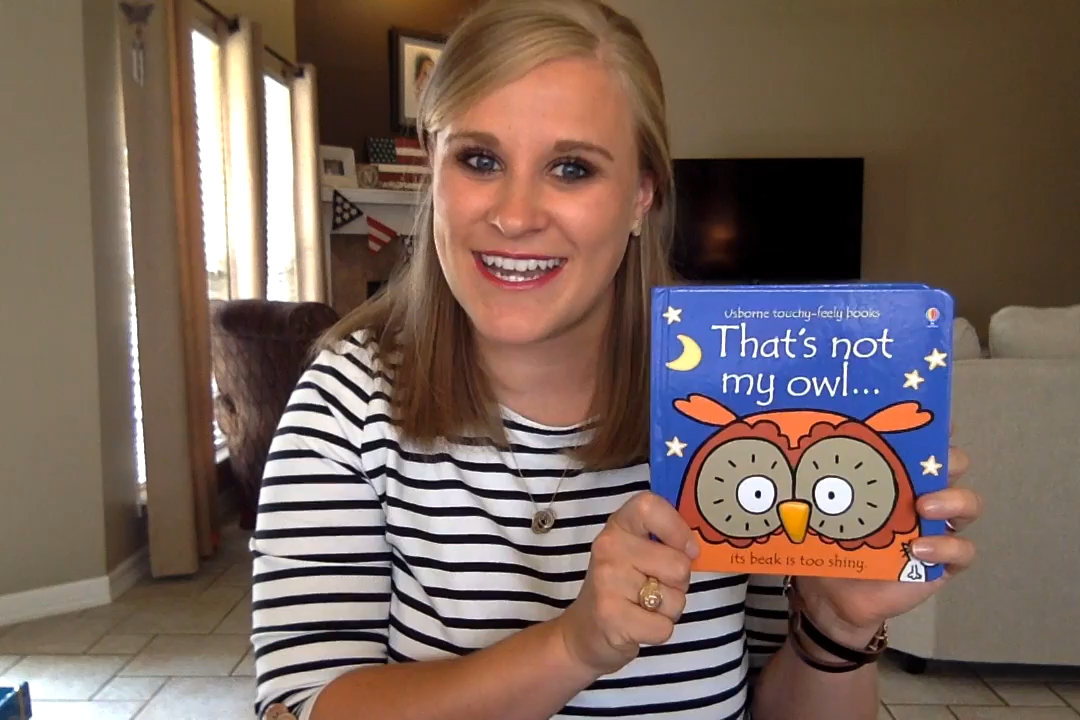 Usborne touchy-feely books
That's not
my owl...
its beak is too shiny.